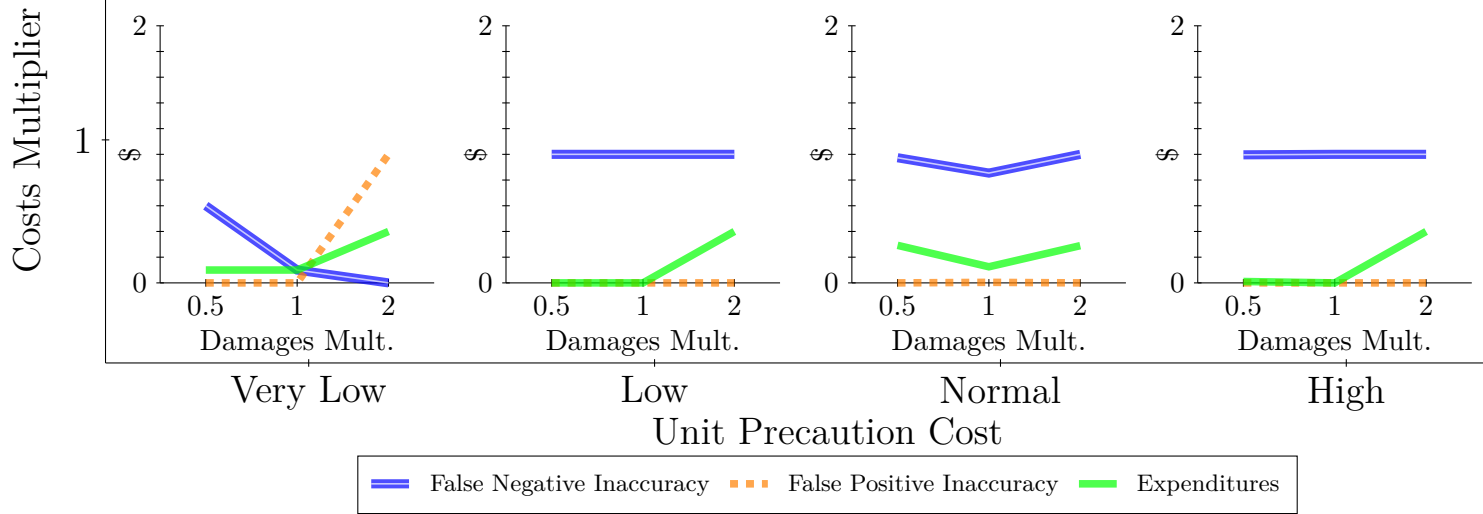 Costs Multiplier
1
2
$
0
0.5 1 2
Damages Mult.
2
$
0
0.5 1 2
Damages Mult.
2
$
0
0.5 1 2
Damages Mult.
2
$
0
0.5 1 2
Damages Mult.
Very Low Low Normal High
Unit Precaution Cost
False Negative Inaccuracy False Positive Inaccuracy Expenditures